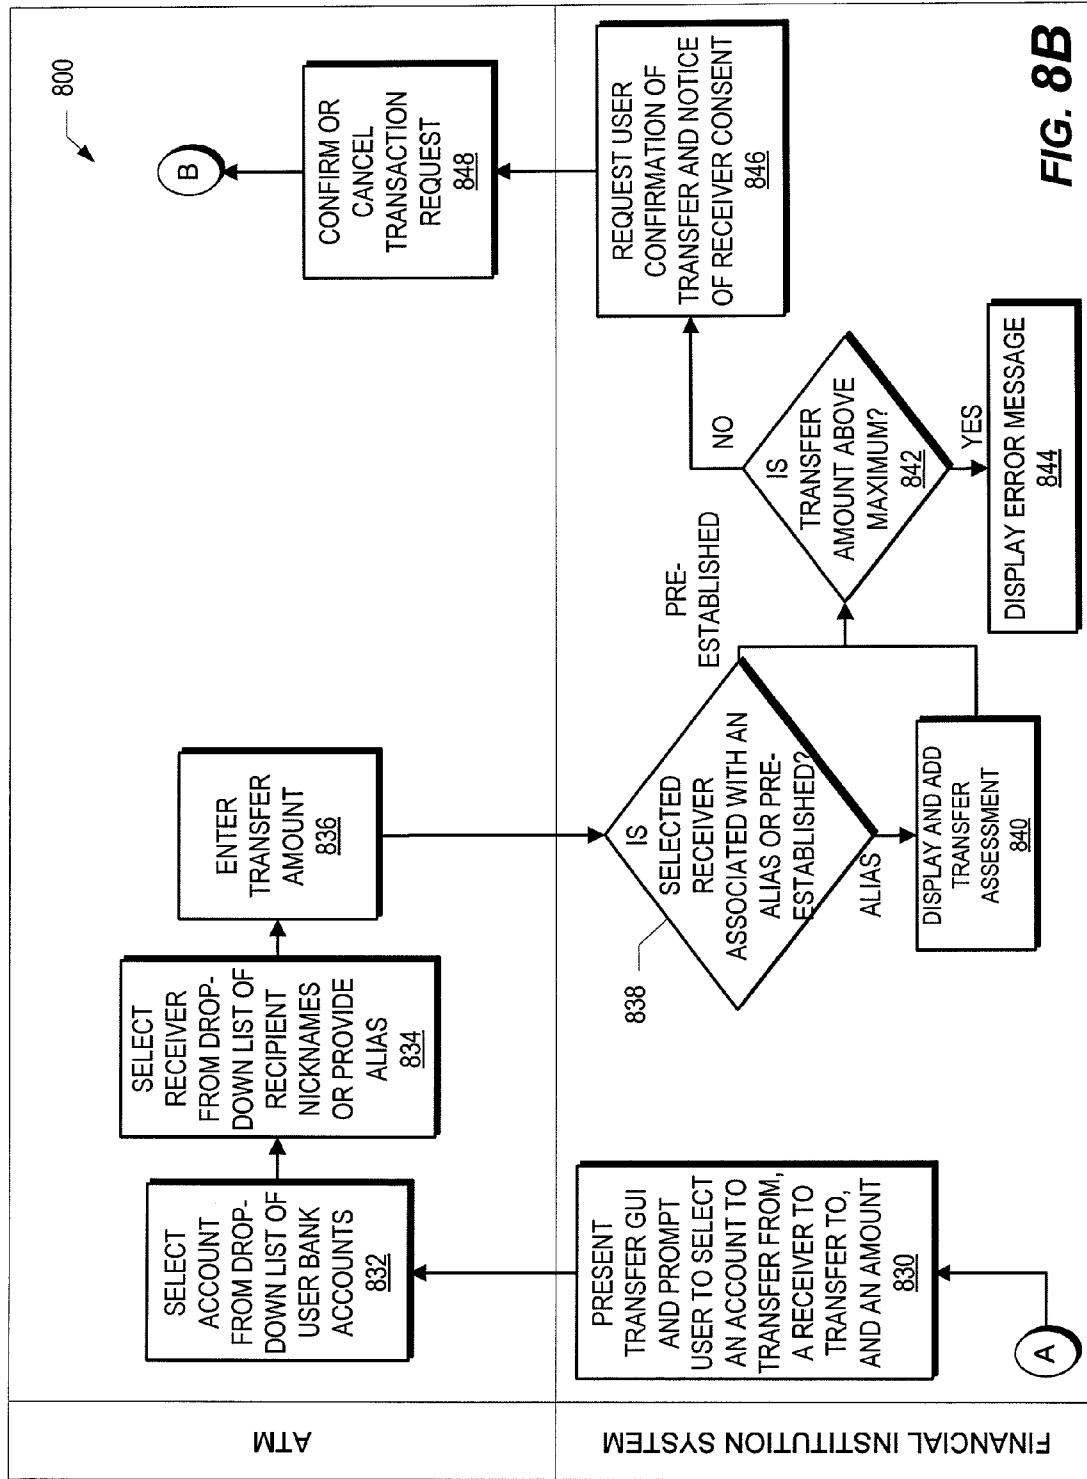 800
ATM
FINANCIAL INSTITUTION SYSTEM
A
PRESENT
TRANSFER GUI
AND PROMPT
USER TO SELECT
AN ACCOUNT TO
TRANSFER FROM,
A RECEIVER TO
TRANSFER TO,
AND AN AMOUNT
830
SELECT
ACCOUNT
FROM DROP-
DOWN LIST OF
USER BANK
ACCOUNTS
832
SELECT
RECEIVER
FROM DROP-
DOWN LIST OF
RECIPIENT
NICKNAMES
OR PROVIDE
ALIAS
834
ENTER
TRANSFER
AMOUNT
836
838
IS
SELECTED
RECEIVER
ASSOCIATED WITH AN
ALIAS OR PRE-
ESTABLISHED?
ALIAS
PRE-
ESTABLISHED
DISPLAY AND ADD
TRANSFER
ASSESSMENT
840
IS
TRANSFER
AMOUNT ABOVE
MAXIMUM?
842
NO
YES
DISPLAY ERROR MESSAGE
844
REQUEST USER
CONFIRMATION OF
TRANSFER AND NOTICE
OF RECEIVER CONSENT
846
CONFIRM OR
CANCEL
TRANSACTION
REQUEST
848
B
FIG. 8B